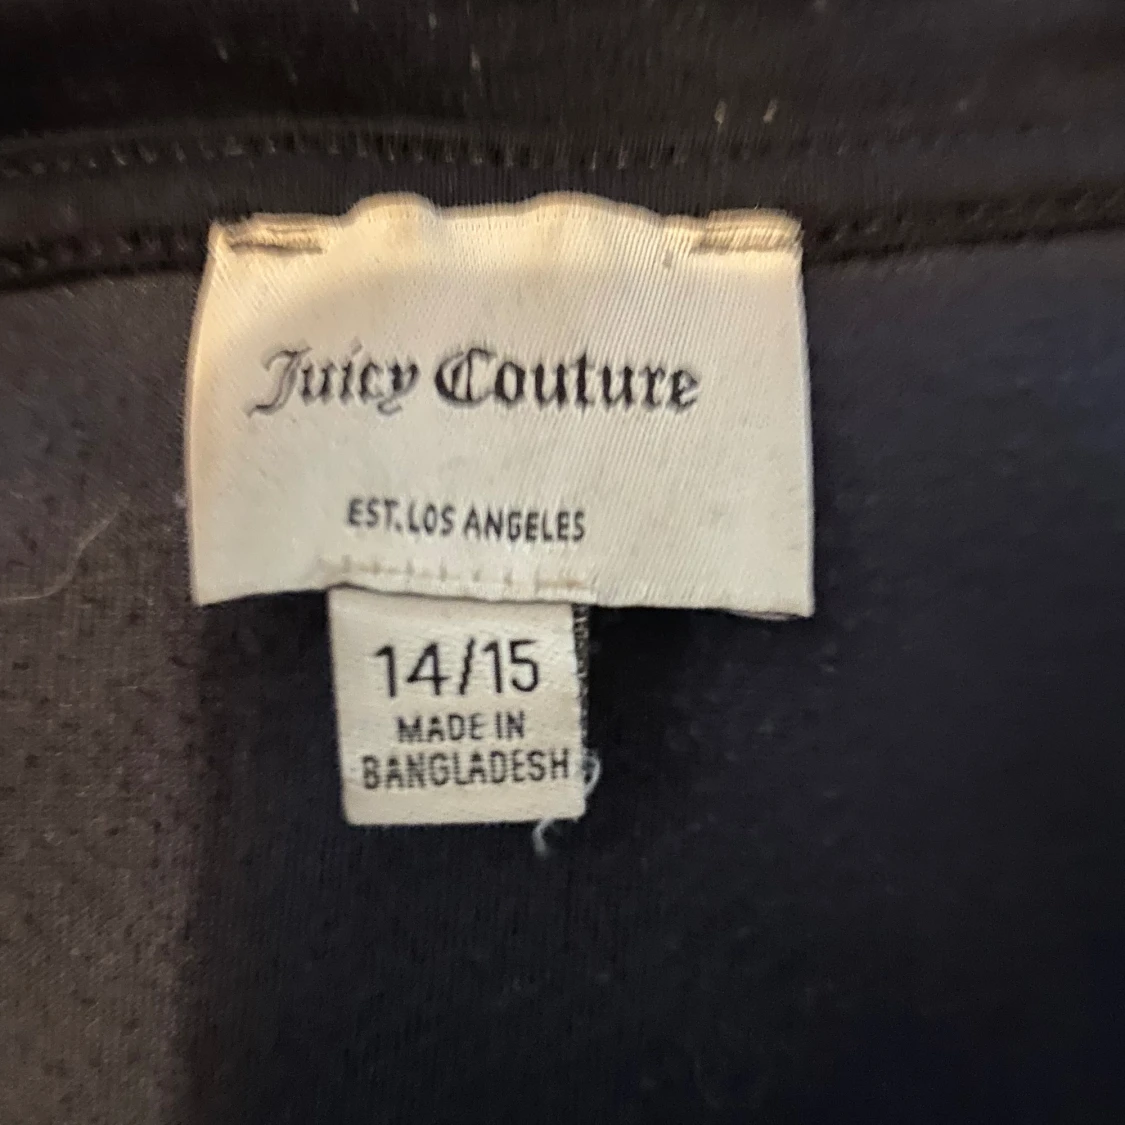 Juicy Couture
EST. LOS ANGELES
14/15
MADE IN
BANGLADESH